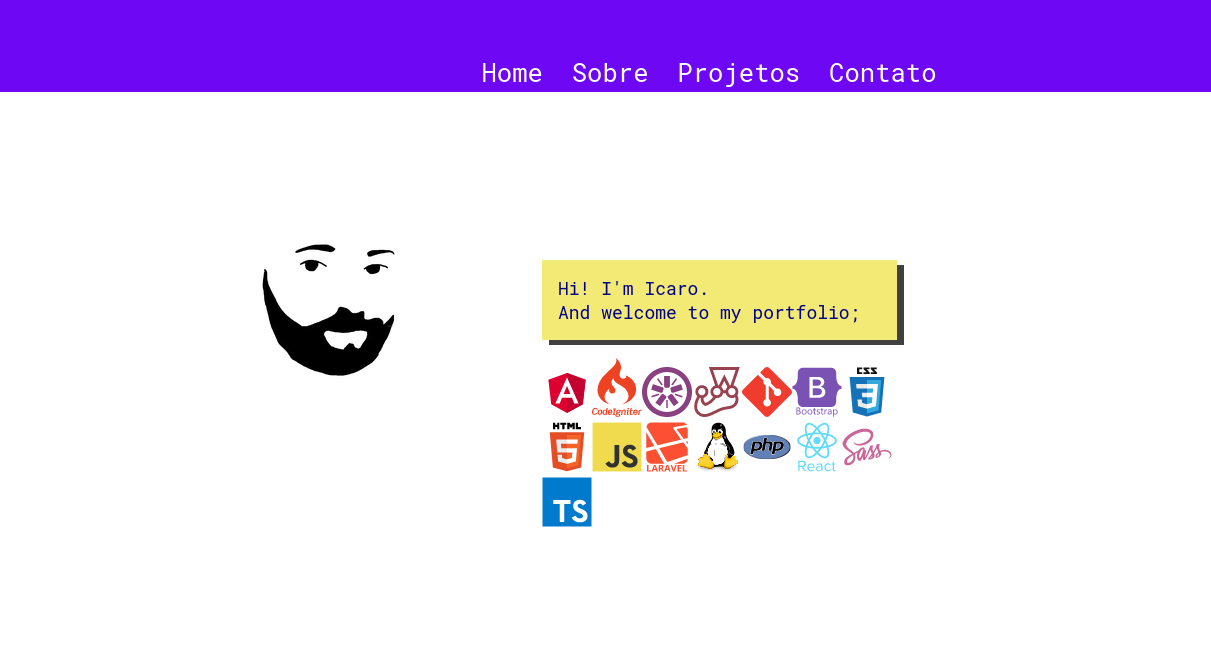 Home Sobre Projetos Contato
Hi! I'm Icaro.
And welcome to my portfolio;
A CodeIgniter B Bootstrap CSS 3
HTML 5 JS LARAVEL php React Sass
TS